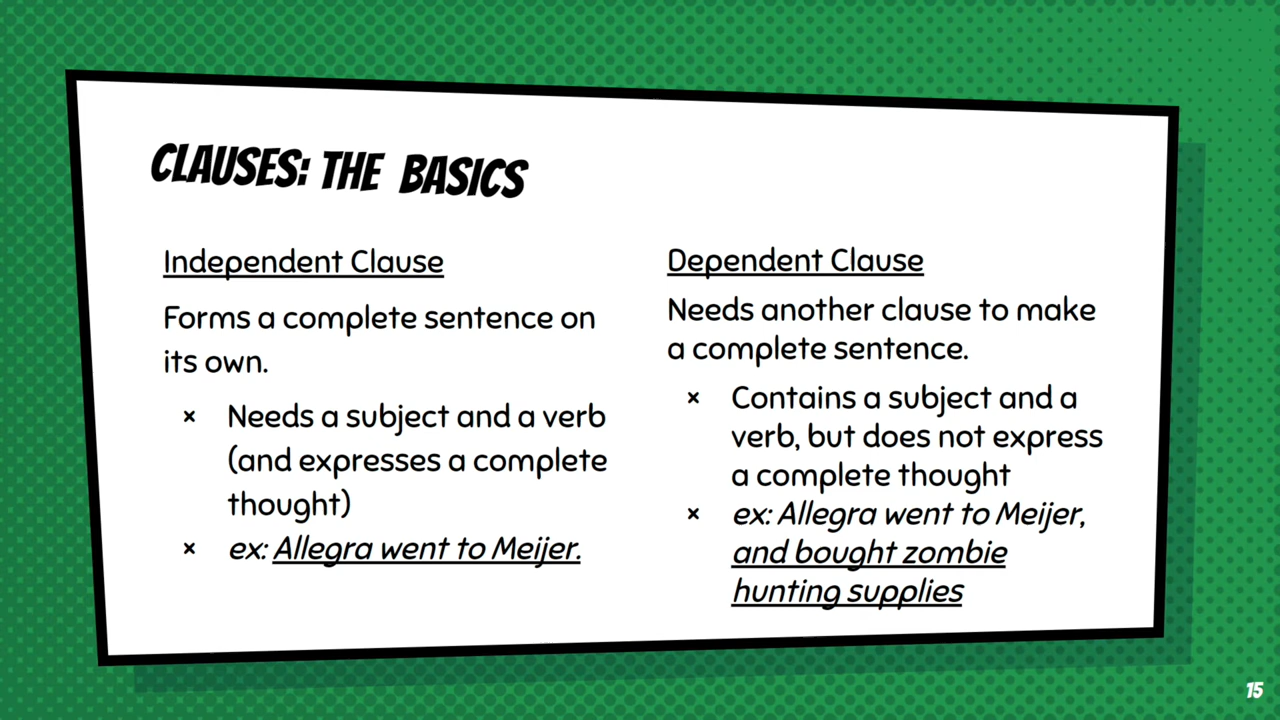 CLAUSES: THE BASICS
Independent Clause
Forms a complete sentence on
its own.
× Needs a subject and a verb
(and expresses a complete
thought)
× ex: Allegra went to Meijer.
Dependent Clause
Needs another clause to make
a complete sentence.
× Contains a subject and a
verb, but does not express
a complete thought
× ex: Allegra went to Meijer,
and bought zombie
hunting supplies
15